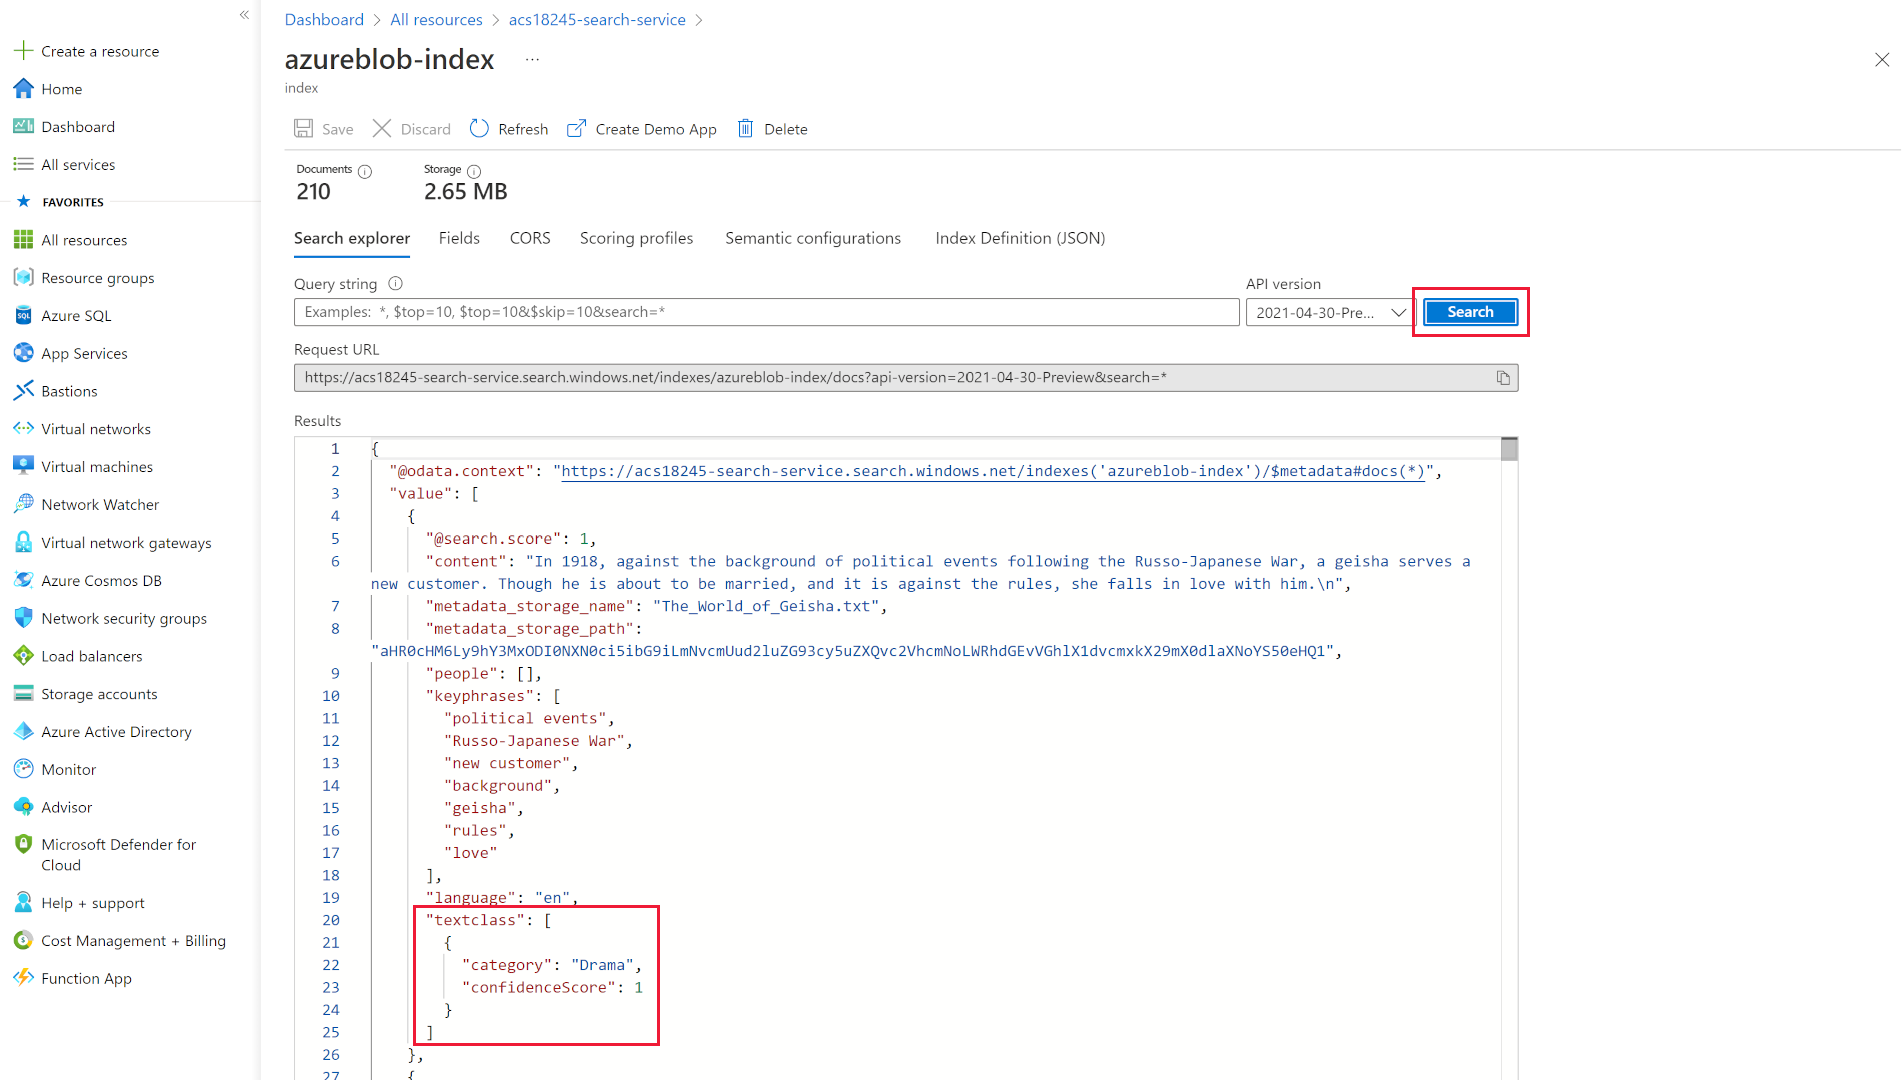 Create a resource
Home
Dashboard
All services
FAVORITES
All resources
Resource groups
Azure SQL
App Services
Bastions
Virtual networks
Virtual machines
Network Watcher
Virtual network gateways
Azure Cosmos DB
Network security groups
Load balancers
Storage accounts
Azure Active Directory
Monitor
Advisor
Microsoft Defender for
Cloud
Help + support
Cost Management + Billing
Function App
Dashboard > All resources > acs18245-search-service >
azureblob-index ...
index
Save Discard Refresh Create Demo App Delete
Documents Storage
210 2.65 MB
Search explorer Fields CORS Scoring profiles Semantic configurations Index Definition (JSON)
Query string API version
Examples: *, $top=10, $top=10&$skip=10&search=* 2021-04-30-Pre... Search
Request URL
https://acs18245-search-service.search.windows.net/indexes/azureblob-index/docs?api-version=2021-04-30-Preview&search=*
Results
1 {
2 "@odata.context": "https://acs18245-search-service.search.windows.net/indexes('azureblob-index')/$metadata#docs(*)",
3 "value": [
4 {
5 "@search.score": 1,
6 "content": "In 1918, against the background of political events following the Russo-Japanese War, a geisha serves a
new customer. Though he is about to be married, and it is against the rules, she falls in love with him.\n",
7 "metadata_storage_name": "The_World_of_Geisha.txt",
8 "metadata_storage_path":
"aHR0cHM6Ly9hY3MxODI0NXN0ci5ibG9iLmNvcmUud2luZG93cy5uZXQvc2VhcmNoLWRhdGEvVGhlX1dvcmxkX29mX0dlaXNoYS50eHQ1",
9 "people": [],
10 "keyphrases": [
11 "political events",
12 "Russo-Japanese War",
13 "new customer",
14 "background",
15 "geisha",
16 "rules",
17 "love"
18 ],
19 "language": "en",
20 "textclass": [
21 {
22 "category": "Drama",
23 "confidenceScore": 1
24 }
25 ]
26 },
27 {